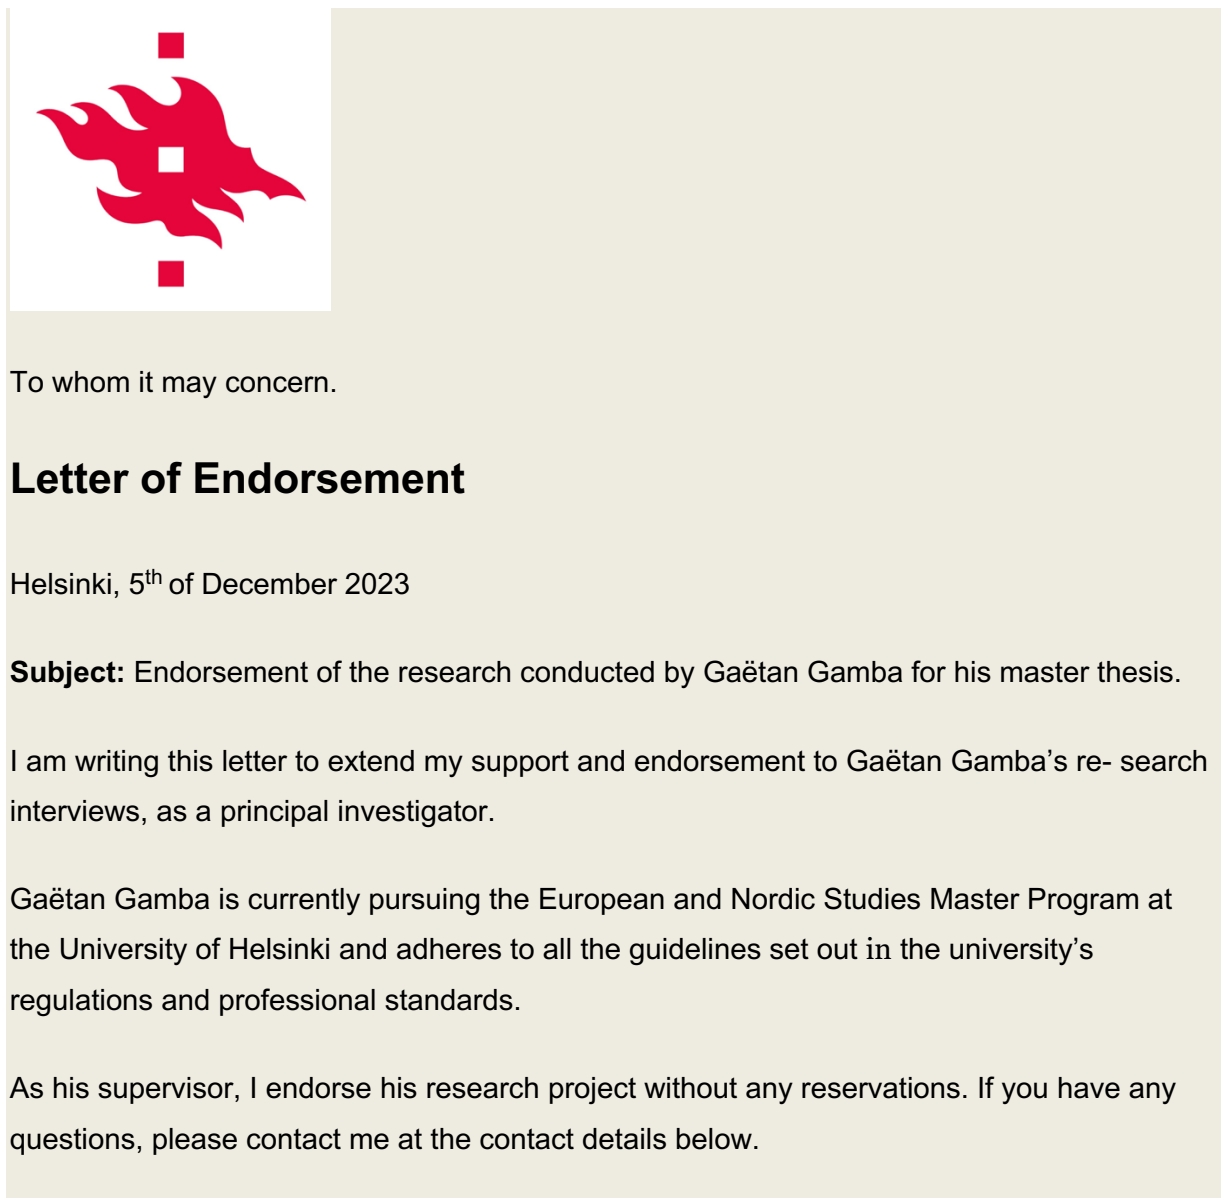 To whom it may concern.
Letter of Endorsement
Helsinki, 5th of December 2023
Subject: Endorsement of the research conducted by Gaëtan Gamba for his master thesis.
I am writing this letter to extend my support and endorsement to Gaëtan Gamba’s re- search
interviews, as a principal investigator.
Gaëtan Gamba is currently pursuing the European and Nordic Studies Master Program at
the University of Helsinki and adheres to all the guidelines set out in the university’s
regulations and professional standards.
As his supervisor, I endorse his research project without any reservations. If you have any
questions, please contact me at the contact details below.